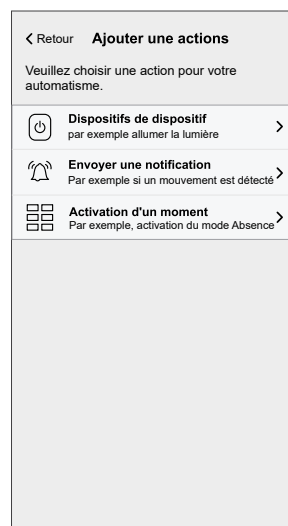 Retour Ajouter une actions
Veuillez choisir une action pour votre
automatisme.
Dispositifs de dispositif
par exemple allumer la lumière
Envoyer une notification
Par exemple si un mouvement est détecté
Activation d'un moment
Par exemple, activation du mode Absence